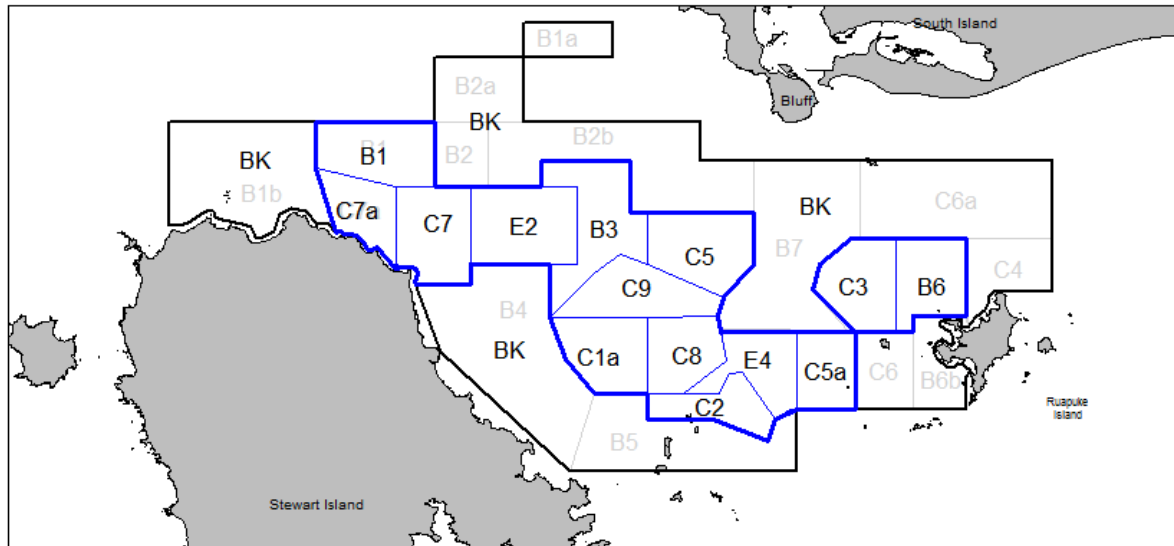 South Island
B1a
B2a
Bluff
BK
B2b
B1
B2
BK
B1b
BK
C6a
C7a
C7
E2
B3
B7
C5
C4
C9
C3
B6
B4
BK
C1a
C8
E4
C5a
C6
B6b
C2
Ruapuke
Island
B5
Stewart Island